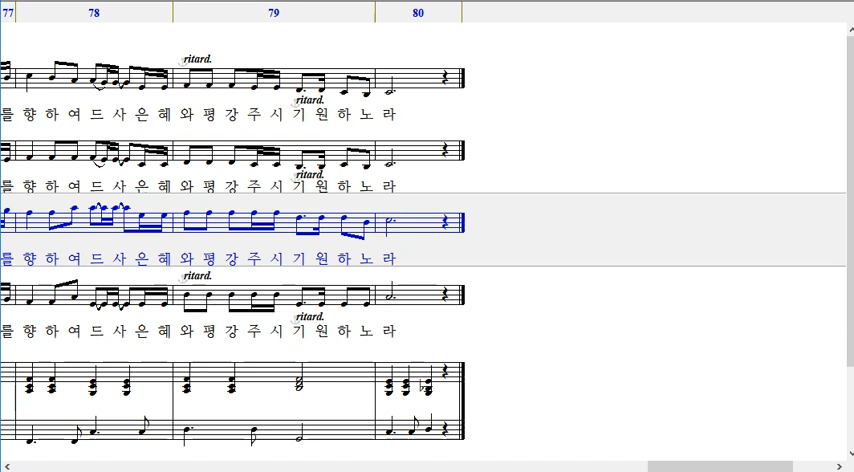 77 78 79 80
ritard.
를 향 하 여 드 사 은 혜 와 평 강 주 시 기 원 하 노 라
ritard.
를 향 하 여 드 사 은 혜 와 평 강 주 시 기 원 하 노 라
ritard.
를 향 하 여 드 사 은 혜 와 평 강 주 시 기 원 하 노 라
ritard.
를 향 하 여 드 사 은 혜 와 평 강 주 시 기 원 하 노 라
ritard.